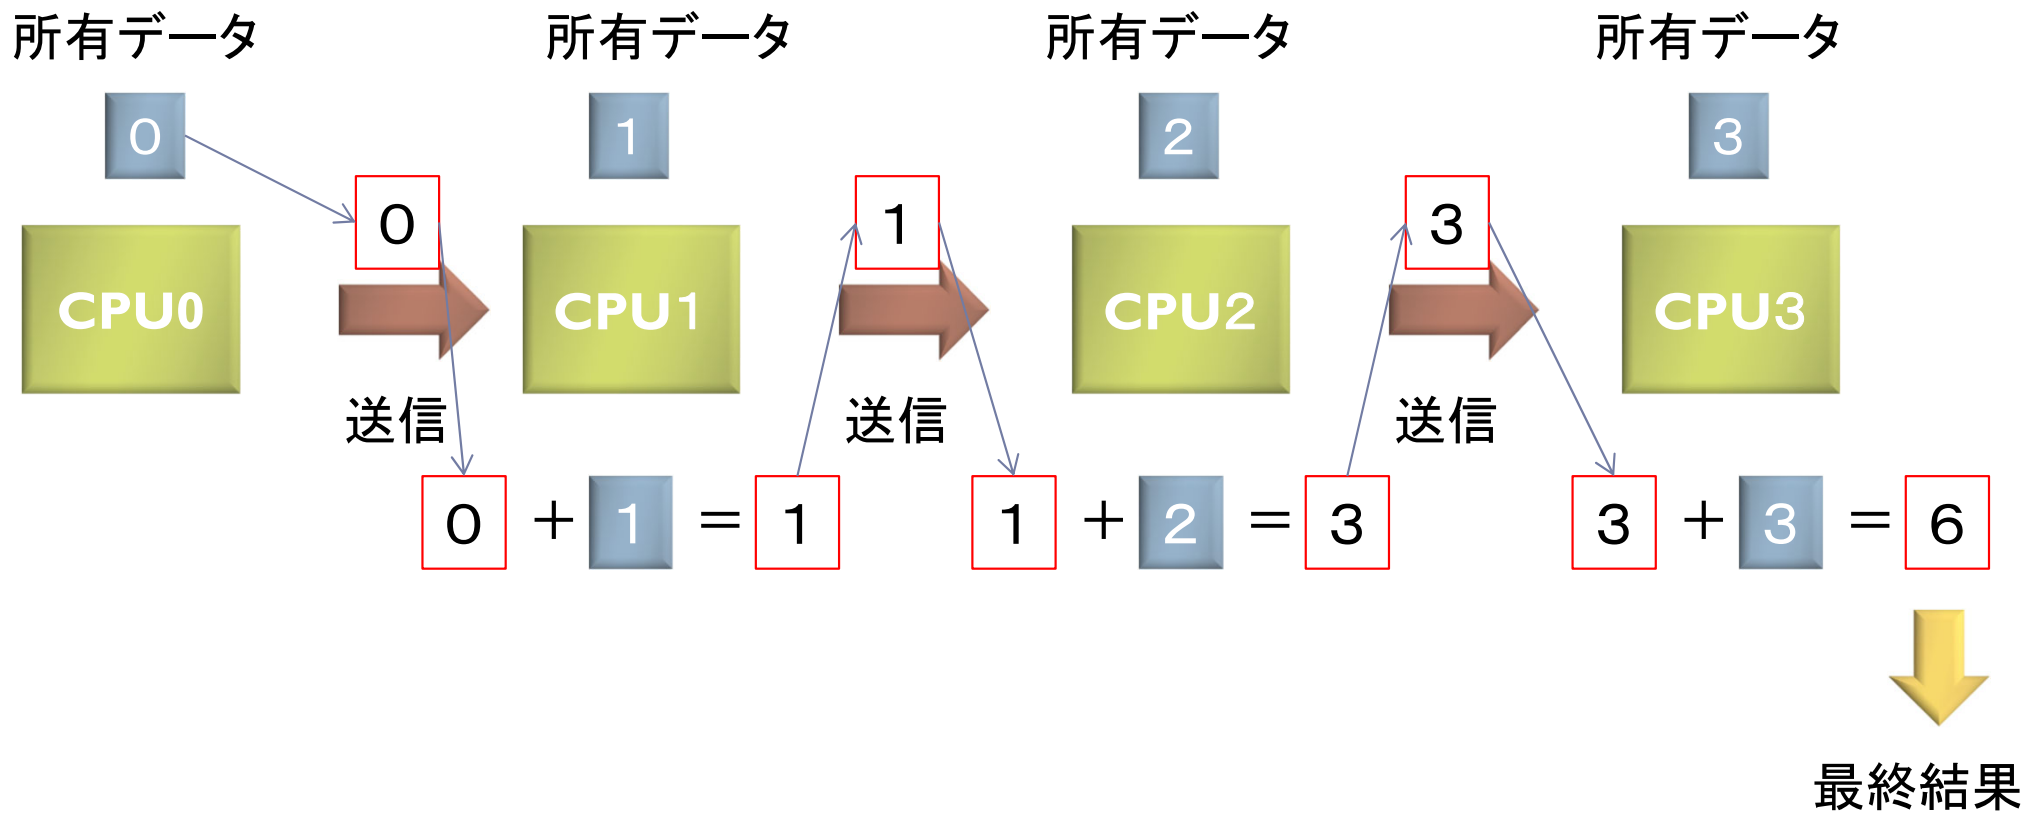 所有データ 所有データ 所有データ 所有データ
０ １ ２ ３
０ １ ３
CPU0 CPU１ CPU２ CPU３
送信 送信 送信
０ ＋ １ ＝ １ １ ＋ ２ ＝ ３ ３ ＋ ３ ＝ ６
最終結果